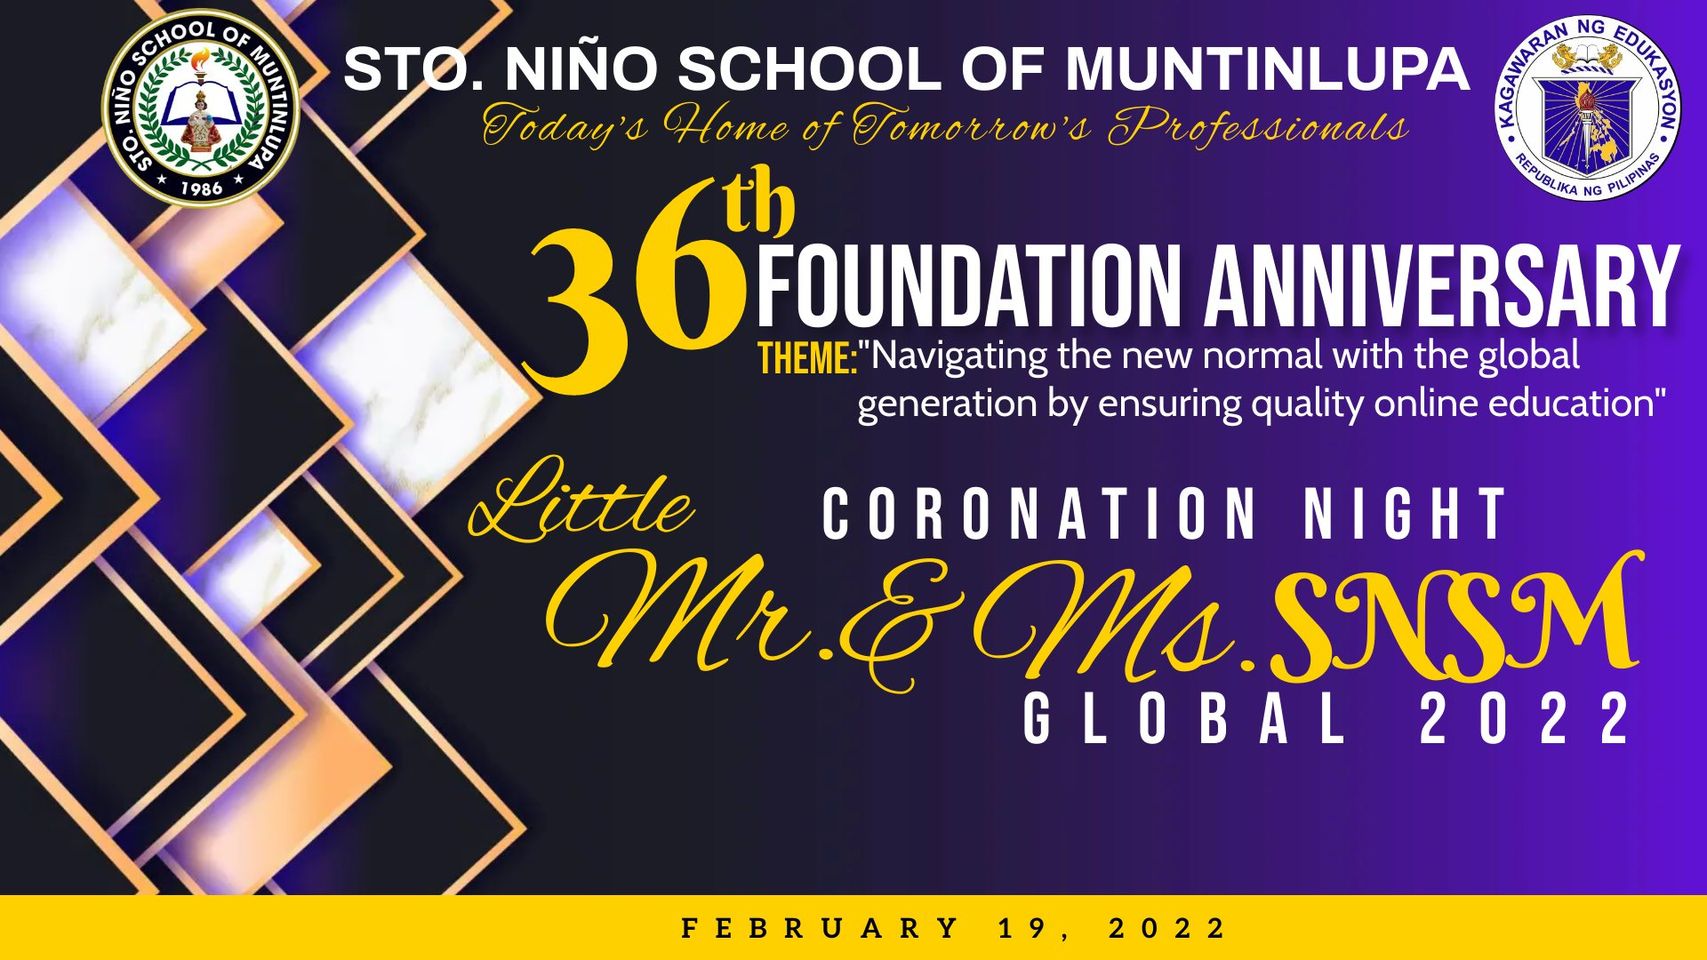 STO. NIÑO SCHOOL OF MUNTINLUPA
1986
STO. NIÑO SCHOOL OF MUNTINLUPA
Today's Home of Tomorrow's Professionals
KAGAWARAN NG EDUKASYON
REPUBLIKA NG PILIPINAS
36th
FOUNDATION ANNIVERSARY
THEME: "Navigating the new normal with the global
generation by ensuring quality online education"
CORONATION NIGHT
Little
Mr. & Ms. SNSM
GLOBAL 2022
FEBRUARY 19, 2022